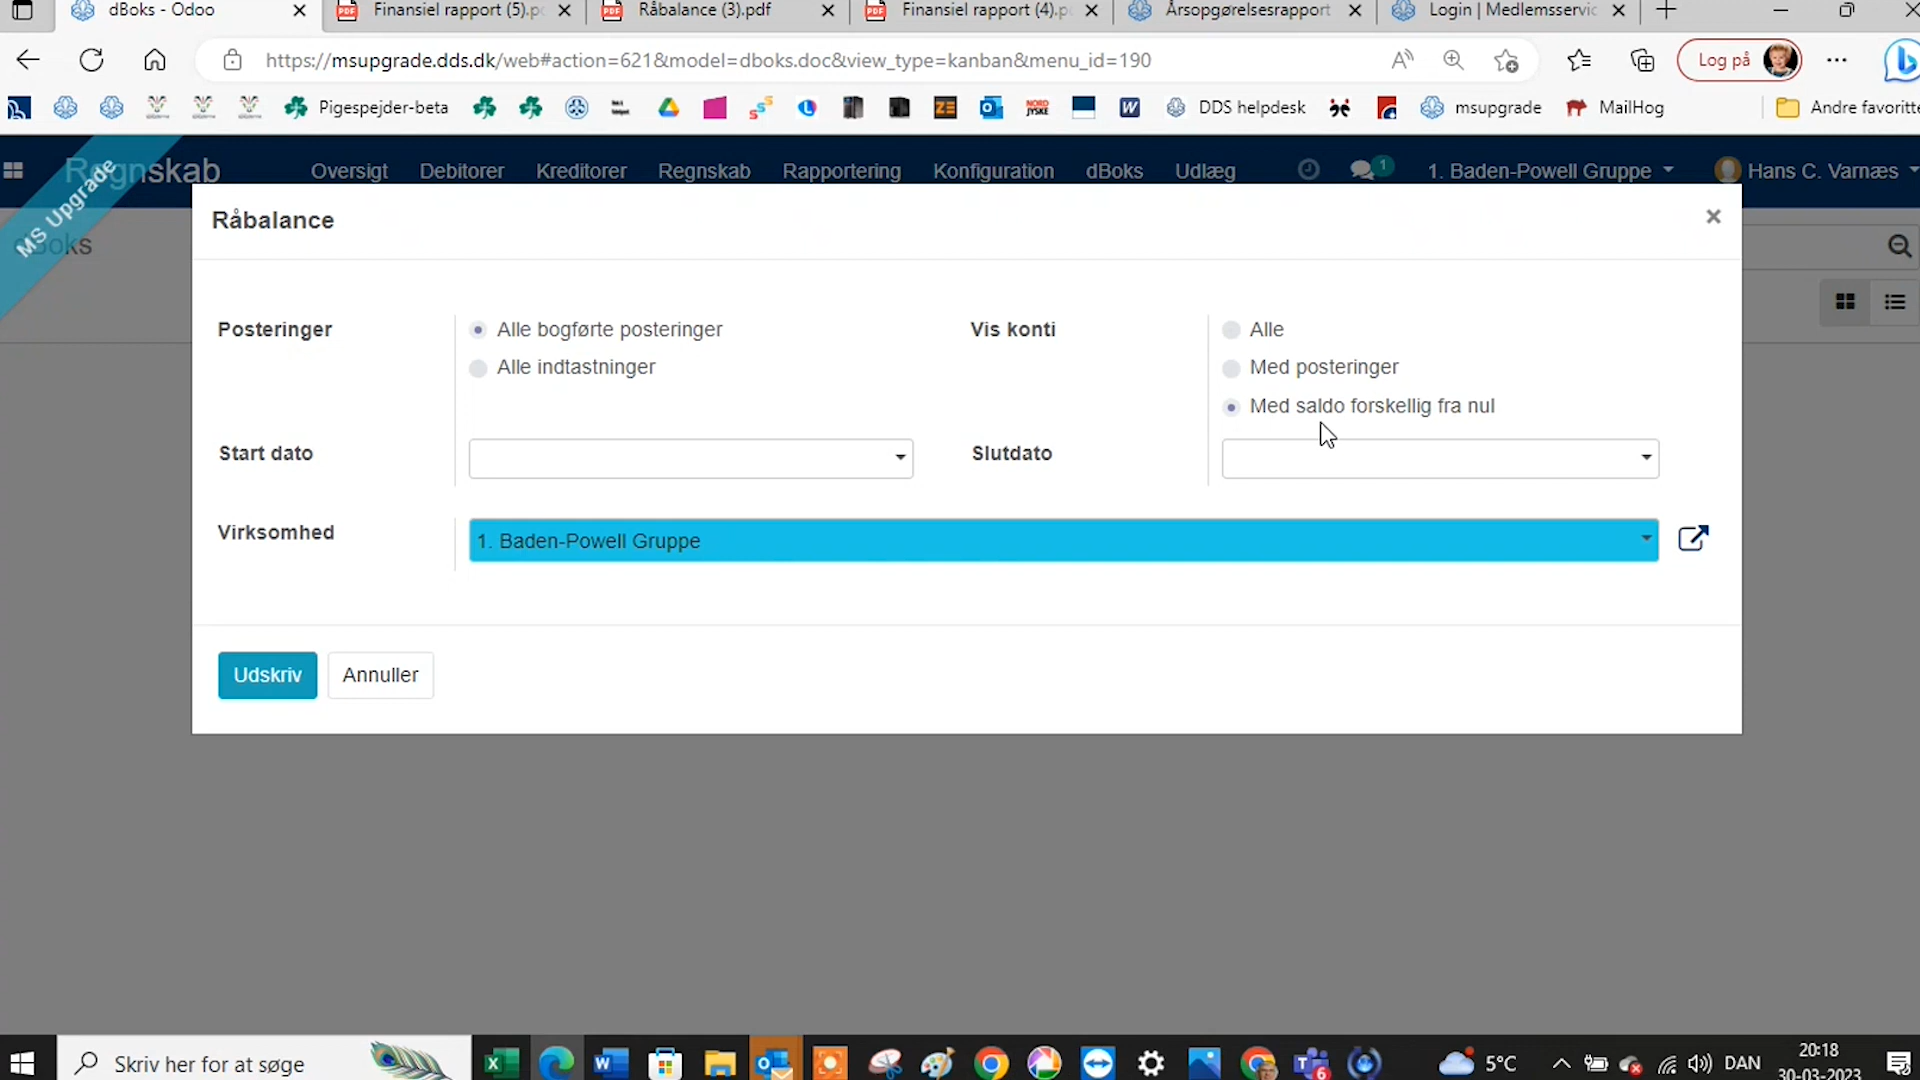 dBoks - Odoo
Finansiel rapport (5).p
Råbalance (3).pdf
Finansiel rapport (4).p
Årsopgørelsesrapport
Login | Medlemsservic
https://msupgrade.dds.dk/web#action=621&model=dboks.doc&view_type=kanban&menu_id=190
Log på
Pigespejder-beta
DDS helpdesk
msupgrade
MailHog
Andre favoritte
MS Upgrade
Regnskab
Oversigt
Debitorer
Kreditorer
Regnskab
Rapportering
Konfiguration
dBoks
Udlæg
1
1. Baden-Powell Gruppe
Hans C. Varnæs
dBoks
Råbalance
Posteringer
Alle bogførte posteringer
Alle indtastninger
Vis konti
Alle
Med posteringer
Med saldo forskellig fra nul
Start dato
Slutdato
Virksomhed
1. Baden-Powell Gruppe
Udskriv
Annuller
Skriv her for at søge
6
5°C
DAN
20:18
30-03-2023